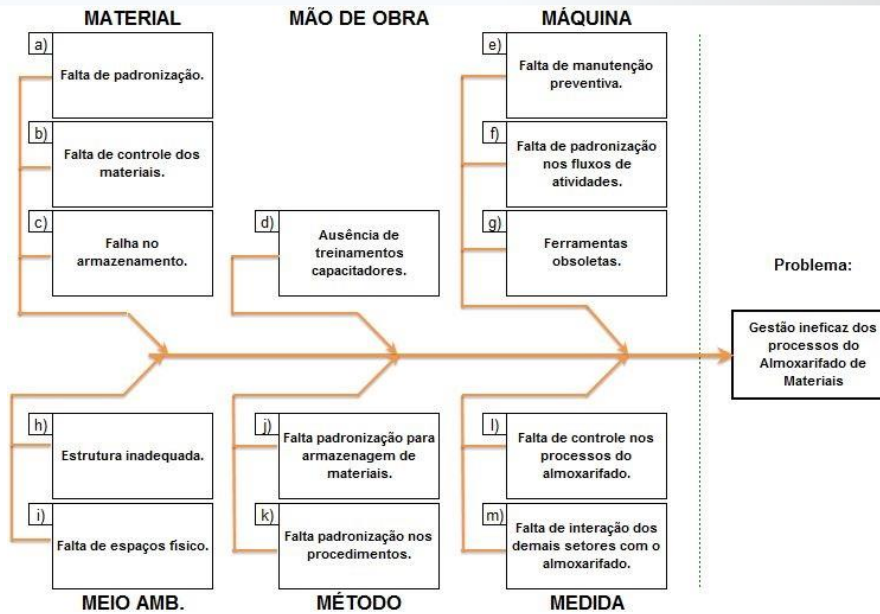 MATERIAL
MÃO DE OBRA
MÁQUINA
a)
Falta de padronização.
b)
Falta de controle dos
materiais.
c)
Falha no
armazenamento.
d)
Ausência de
treinamentos
capacitadores.
e)
Falta de manutenção
preventiva.
f)
Falta de padronização
nos fluxos de
atividades.
g)
Ferramentas
obsoletas.
Problema:
Gestão ineficaz dos
processos do
Almoxarifado de
Materiais
h)
Estrutura inadequada.
i)
Falta de espaços físico.
j)
Falta padronização para
armazenagem de
materiais.
k)
Falta padronização nos
procedimentos.
l)
Falta de controle nos
processos do
almoxarifado.
m)
Falta de interação dos
demais setores com o
almoxarifado.
MEIO AMB.
MÉTODO
MEDIDA